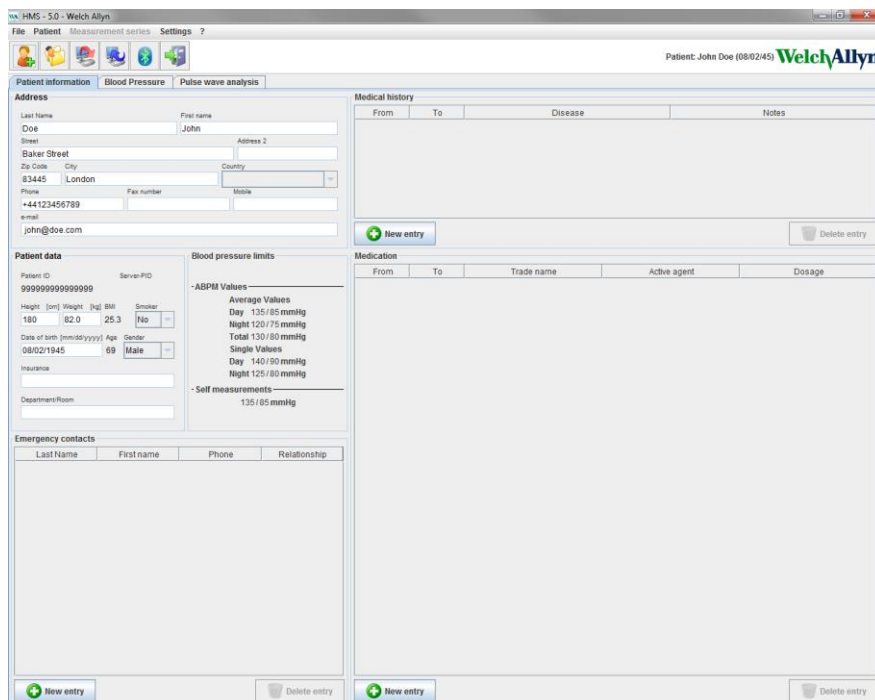 HMS - 5.0 - Welch Allyn
File Patient Measurement series Settings ?
Patient: John Doe (08/02/45) WelchAllyn
Patient information Blood Pressure Pulse wave analysis
Address
Last Name First name
Doe John
Street Address 2
Baker Street
Zip Code City Country
83445 London
Phone Fax number Mobile
+44123456789
e-mail
john@doe.com
Medical history
From To Disease Notes
New entry Delete entry
Patient data
Patient ID Server-PID
999999999999999
Height [cm] Weight [kg] BMI Smoker
180 82.0 25.3 No
Date of birth [mm/dd/yyyy] Age Gender
08/02/1945 69 Male
Insurance
Department/Room
Blood pressure limits
- ABPM Values
Average Values
Day 135/85 mmHg
Night 120/75 mmHg
Total 130/80 mmHg
Single Values
Day 140/90 mmHg
Night 125/80 mmHg
- Self measurements
135/85 mmHg
Medication
From To Trade name Active agent Dosage
Emergency contacts
Last Name First name Phone Relationship
New entry Delete entry
New entry Delete entry